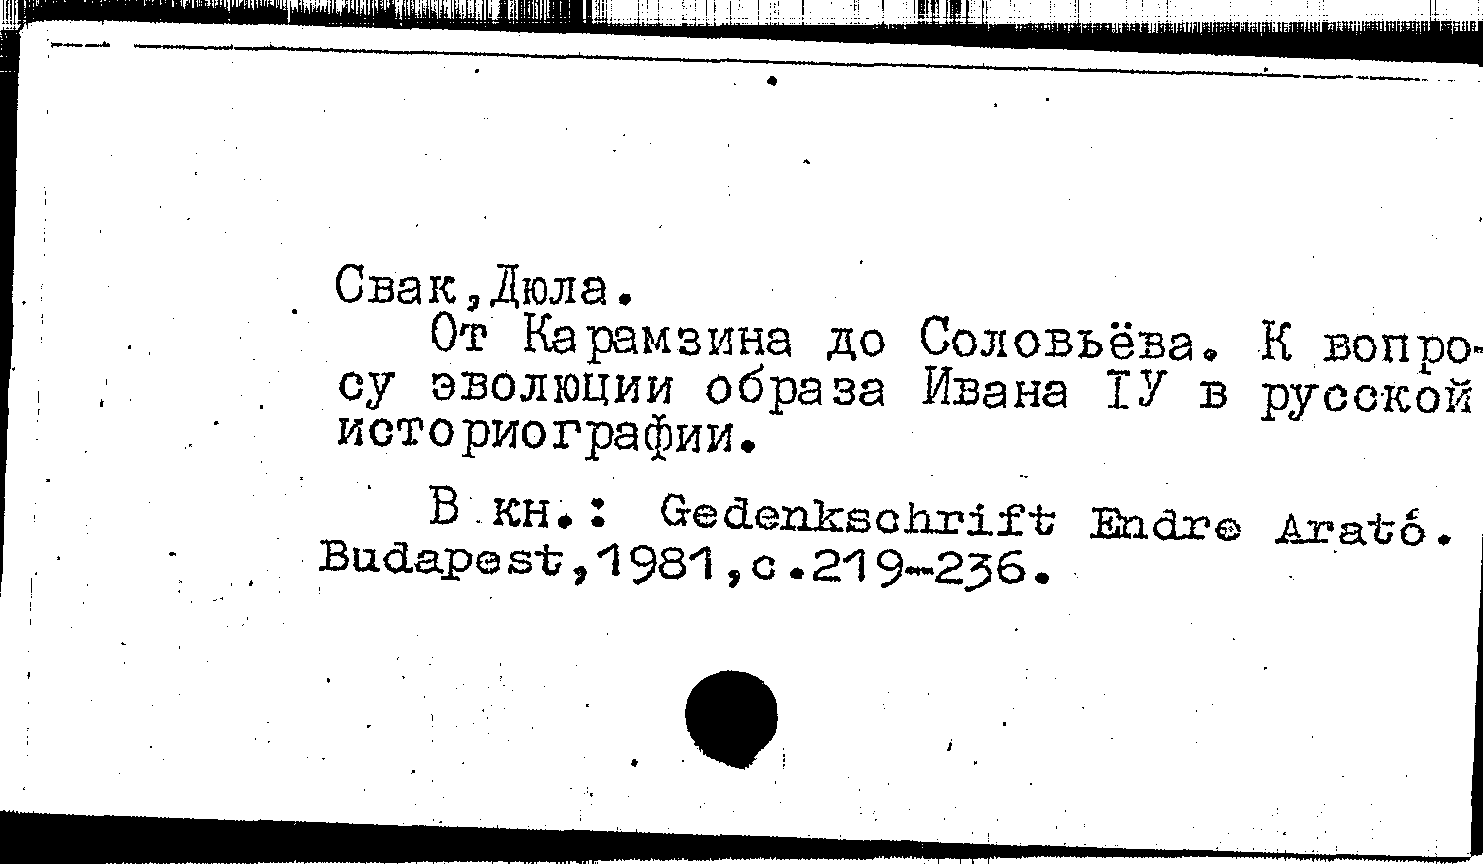 Свак,Дюла.
От Карамзина до Соловьёва. К вопро-
су эволюции образа Ивана IУ в русской
историографии.
В кн.: Gedenkschrift Endre Arató.
Budapest,1981,с.219-236.